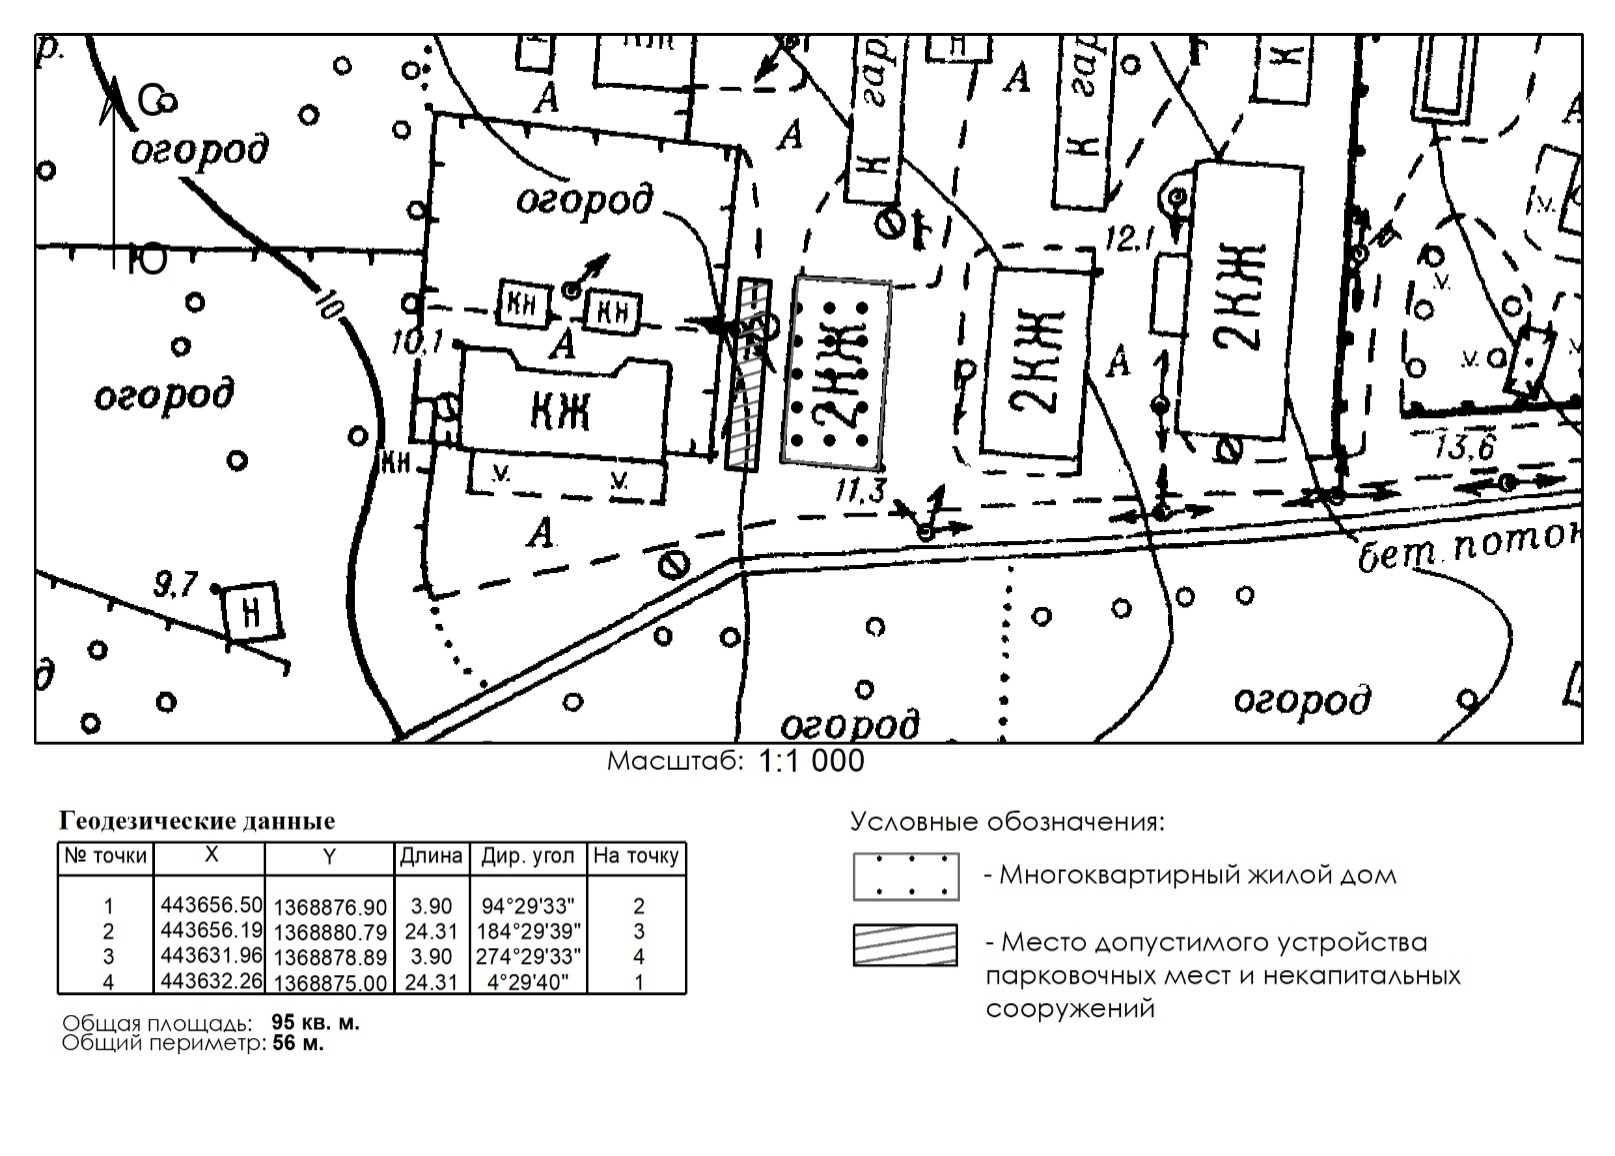 р.
КЖ
Н
К гар
К гар
К
А
А
А
С
огород
огород
12,1
2КЖ
Ю
10
кн
кн
А
10,1
КЖ
2КЖ
2КЖ
А
v.
v.
v.
v.
огород
кн
v.
v.
11,3
13,6
А
бет. лоток
9,7
Н
д
огород
огород
Масштаб: 1:1 000
Геодезические данные
№ точки X Y Длина Дир. угол На точку
1 443656.50 1368876.90 3.90 94°29'33" 2
2 443656.19 1368880.79 24.31 184°29'39" 3
3 443631.96 1368878.89 3.90 274°29'33" 4
4 443632.26 1368875.00 24.31 4°29'40" 1
Общая площадь: 95 кв. м.
Общий периметр: 56 м.
Условные обозначения:
- Многоквартирный жилой дом
- Место допустимого устройства
парковочных мест и некапитальных
сооружений